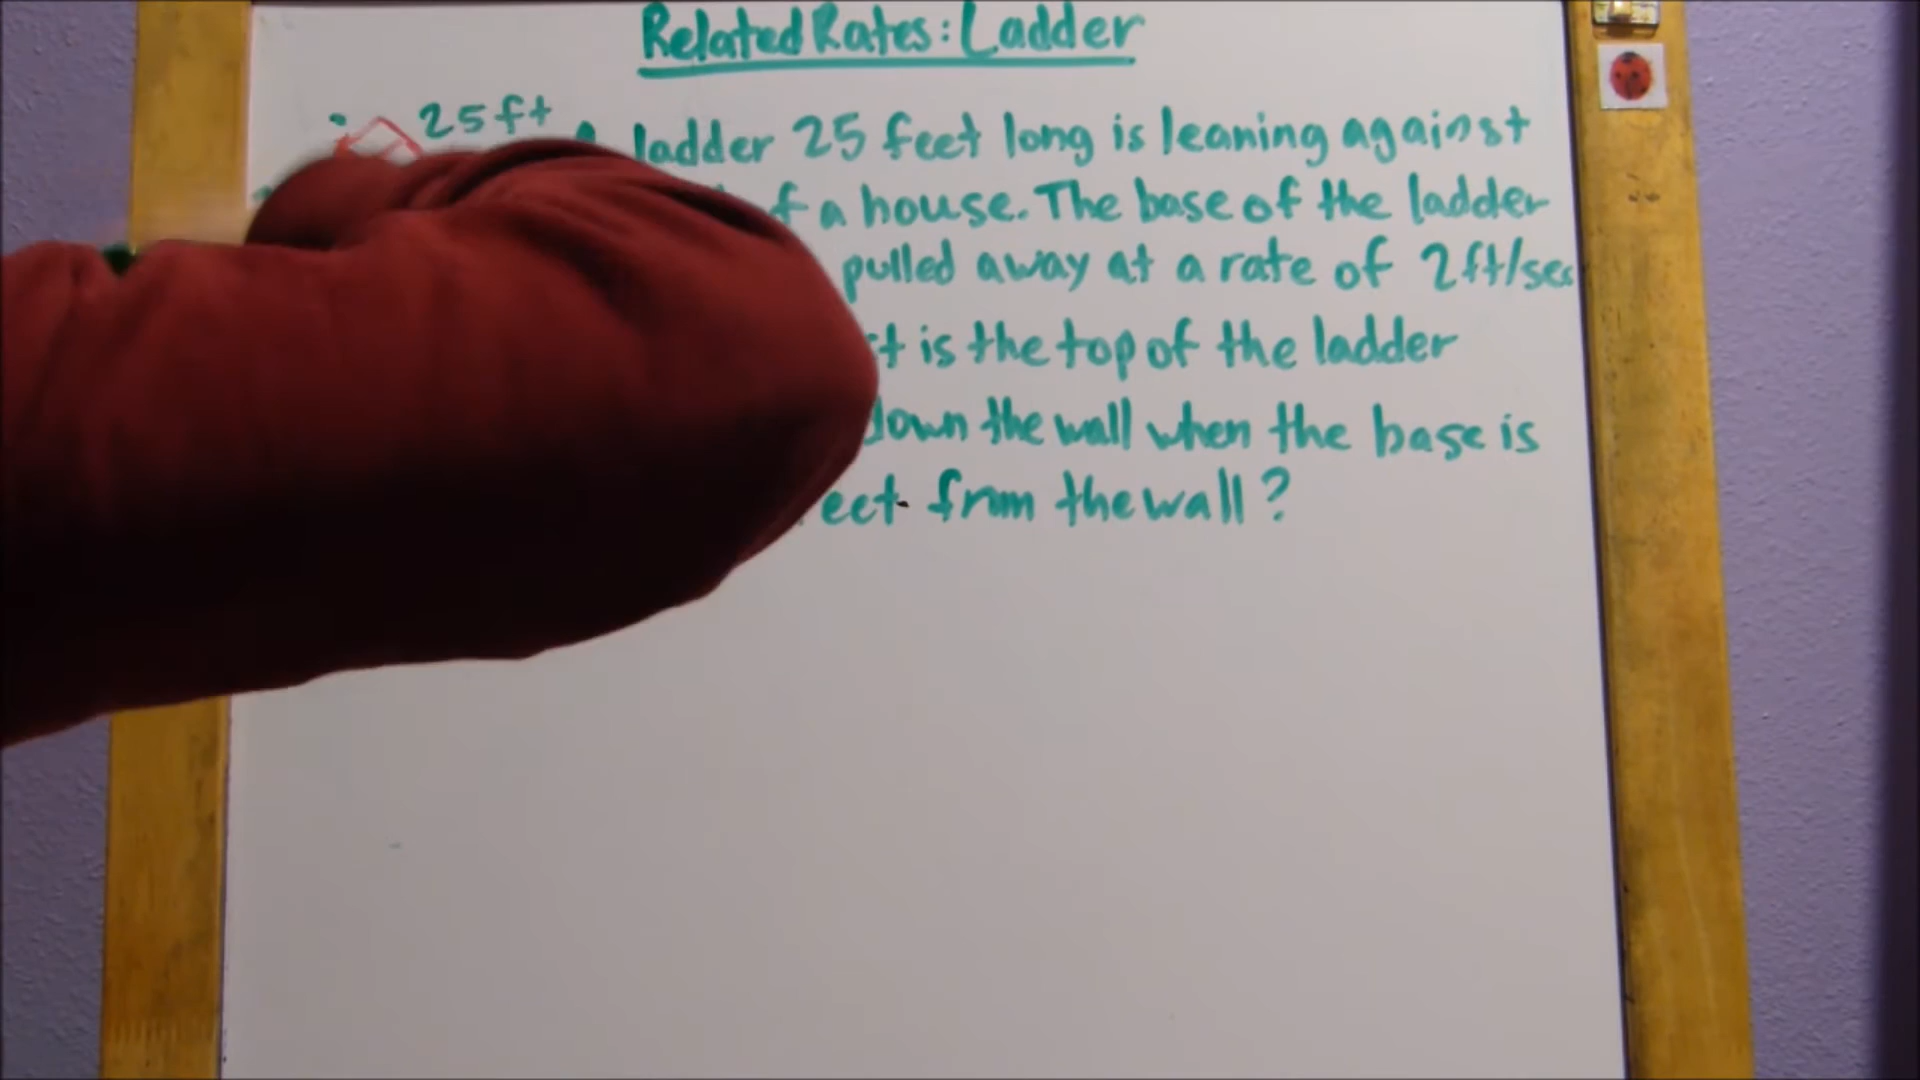 Related Rates: Ladder
25ft
ladder 25 feet long is leaning against
a house. The base of the ladder
pulled away at a rate of 2ft/sec
is the top of the ladder
down the wall when the base is
from the wall?